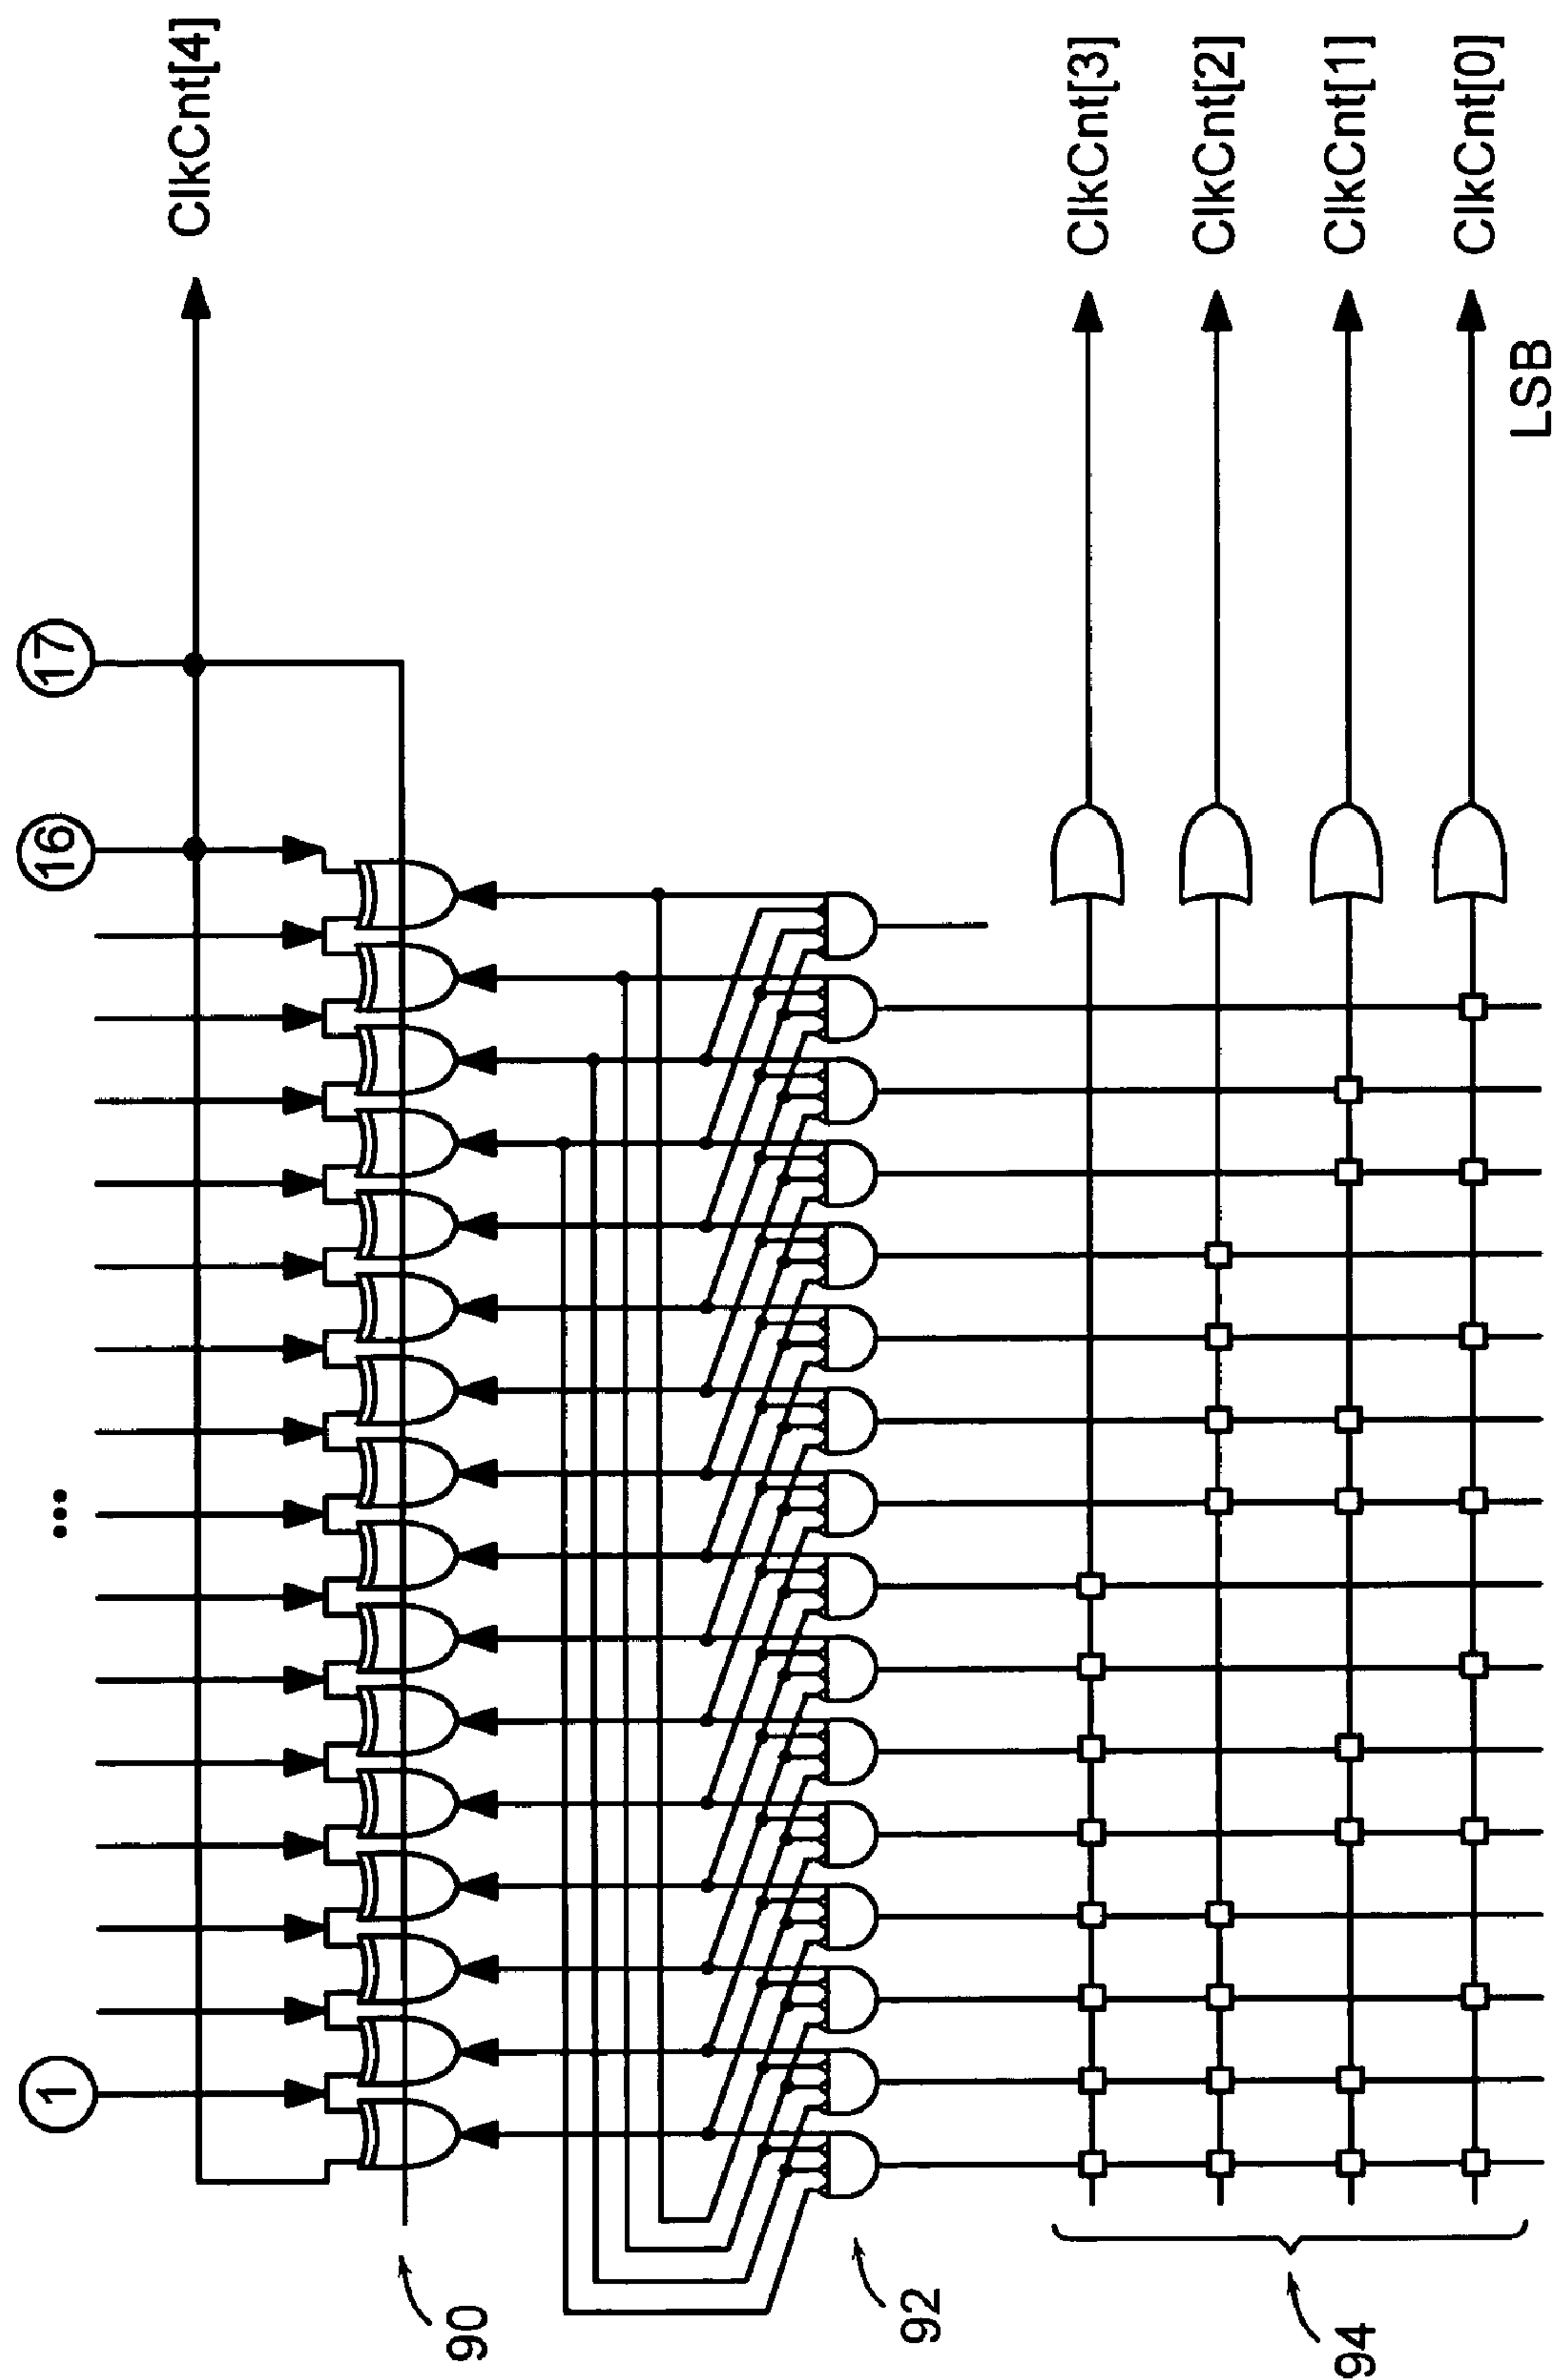 1
...
16
17
ClkCnt[4]
90
92
94
ClkCnt[3]
ClkCnt[2]
ClkCnt[1]
ClkCnt[0]
LSB